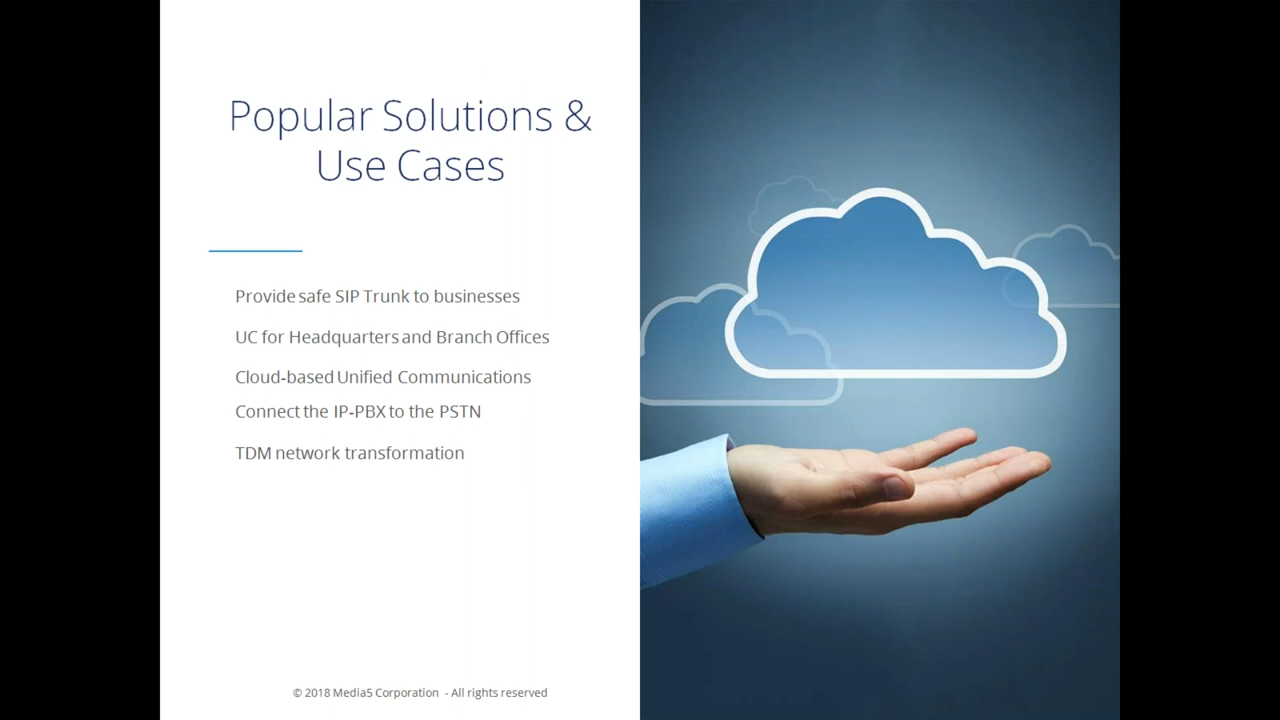 Popular Solutions &
Use Cases
Provide safe SIP Trunk to businesses
UC for Headquarters and Branch Offices
Cloud-based Unified Communications
Connect the IP-PBX to the PSTN
TDM network transformation
© 2018 Media5 Corporation - All rights reserved